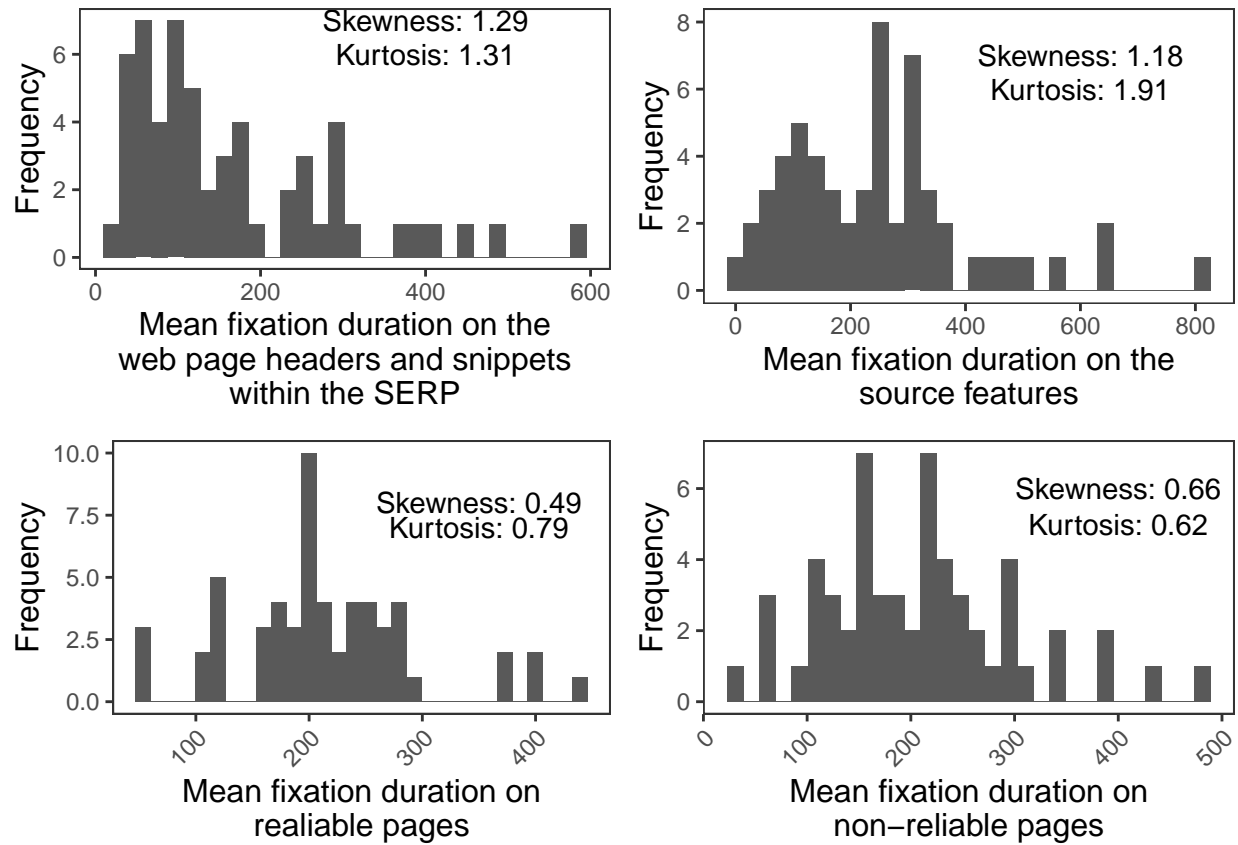 Skewness: 1.29
Kurtosis: 1.31
Frequency
6
4
2
0
0 200 400 600
Mean fixation duration on the
web page headers and snippets
within the SERP
Skewness: 1.18
Kurtosis: 1.91
Frequency
8
6
4
2
0
0 200 400 600 800
Mean fixation duration on the
source features
Skewness: 0.49
Kurtosis: 0.79
Frequency
10.0
7.5
5.0
2.5
0.0
100 200 300 400
Mean fixation duration on
realiable pages
Skewness: 0.66
Kurtosis: 0.62
Frequency
6
4
2
0
0 100 200 300 400 500
Mean fixation duration on
non−reliable pages